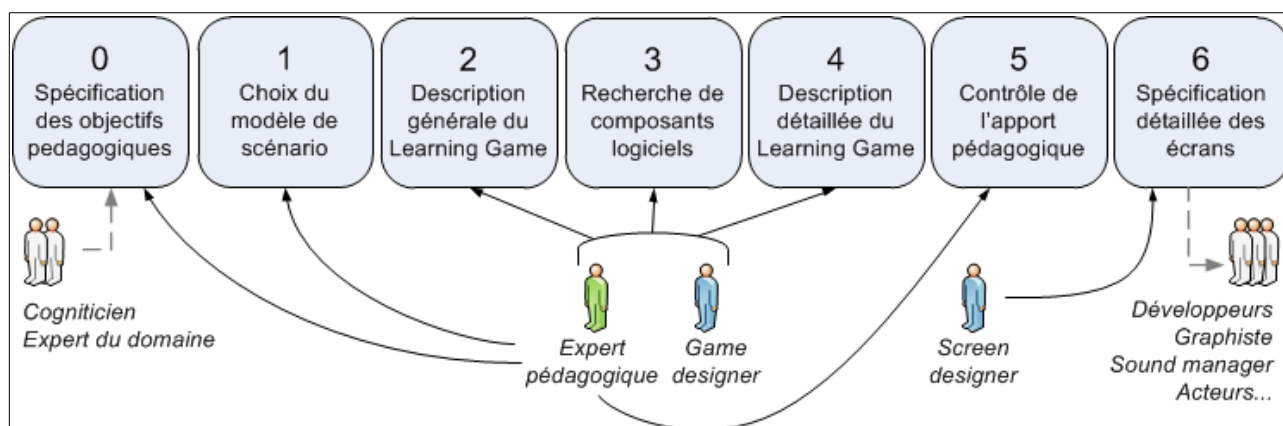 0
Spécification
des objectifs
pedagogiques
1
Choix du
modèle de
scénario
2
Description
générale du
Learning Game
3
Recherche de
composants
logiciels
4
Description
détaillée du
Learning Game
5
Contrôle de
l'apport
pédagogique
6
Spécification
détaillée des
écrans
Cogniticien
Expert du domaine
Expert
pédagogique
Game
designer
Screen
designer
Développeurs
Graphiste
Sound manager
Acteurs...